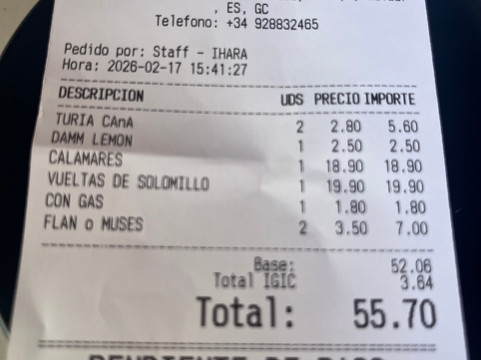 , ES, GC
Telefono: +34 928832465
Pedido por: Staff - IHARA
Hora: 2026-02-17 15:41:27
DESCRIPCION UDS PRECIO IMPORTE
TURIA CAnA 2 2.80 5.60
DAMM LEMON 1 2.50 2.50
CALAMARES 1 18.90 18.90
VUELTAS DE SOLOMILLO 1 19.90 19.90
CON GAS 1 1.80 1.80
FLAN o MUSES 2 3.50 7.00
Base: 52.06
Total IGIC 3.64
Total: 55.70